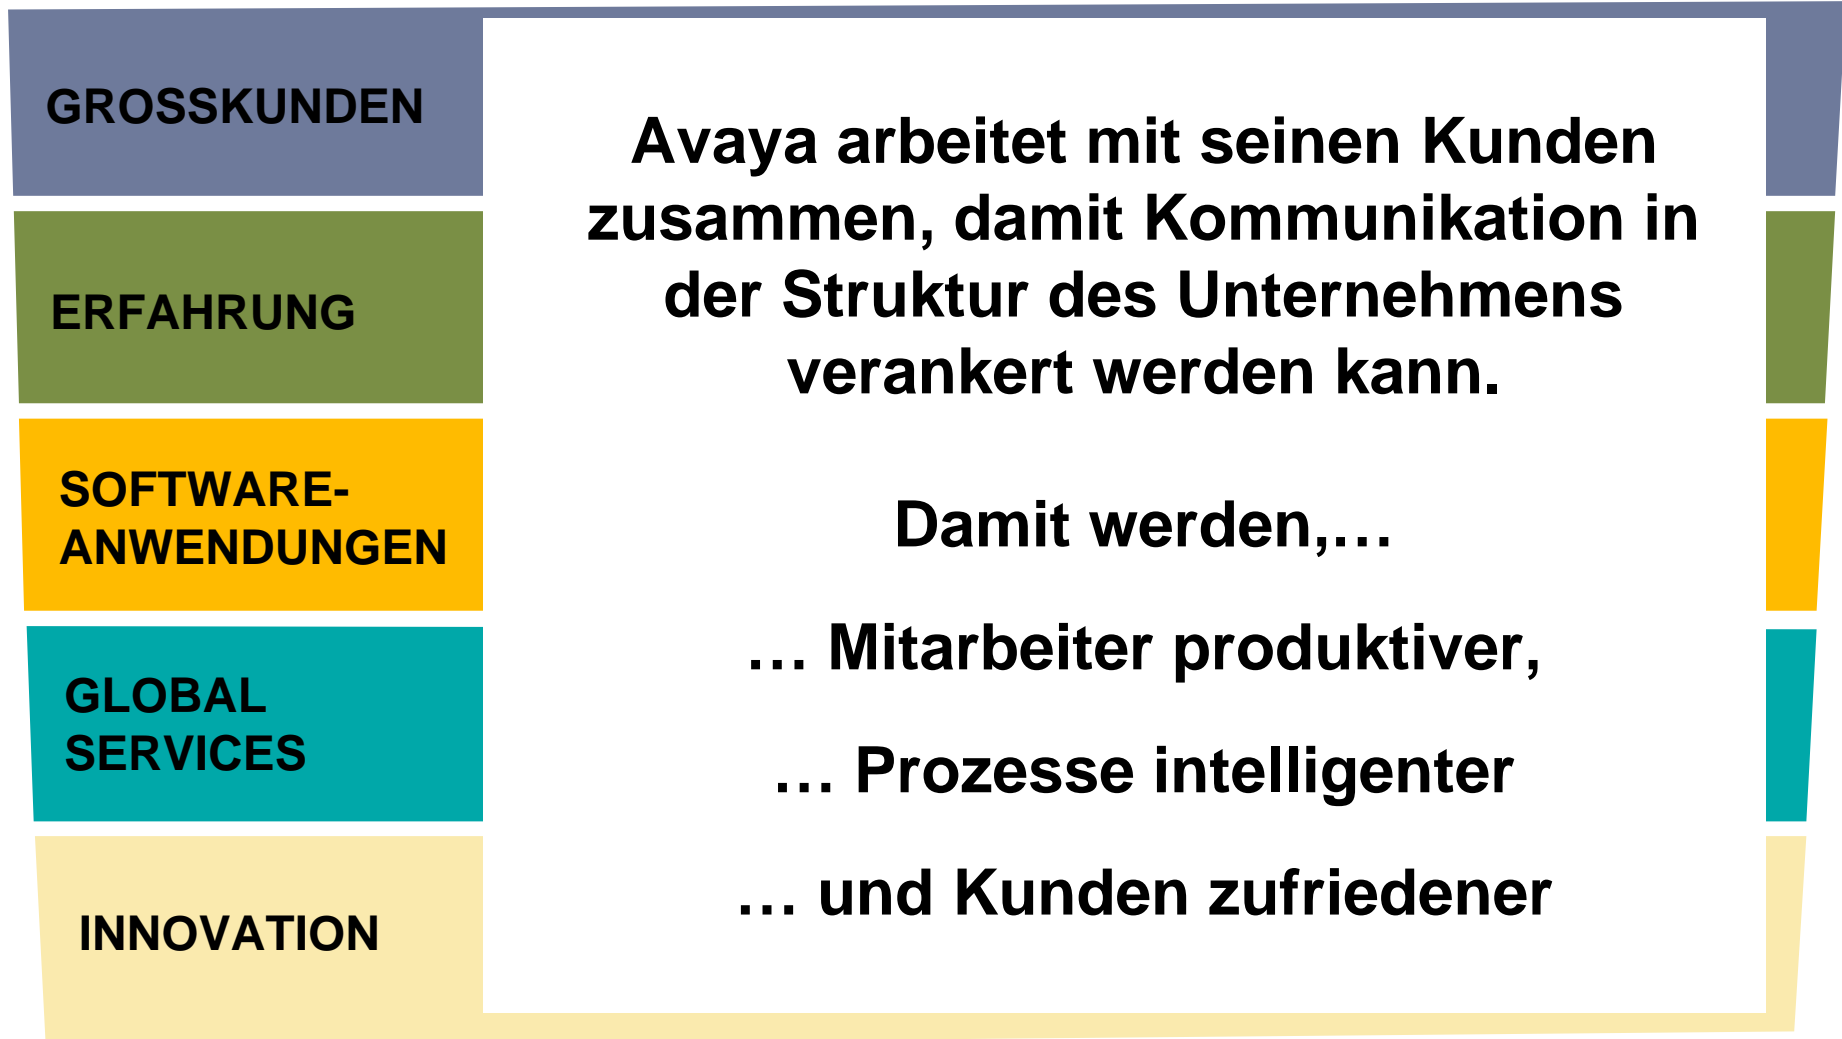 GROSSKUNDEN
ERFAHRUNG
SOFTWARE-
ANWENDUNGEN
GLOBAL
SERVICES
INNOVATION
Avaya arbeitet mit seinen Kunden
zusammen, damit Kommunikation in
der Struktur des Unternehmens
verankert werden kann.
Damit werden,…
… Mitarbeiter produktiver,
… Prozesse intelligenter
… und Kunden zufriedener